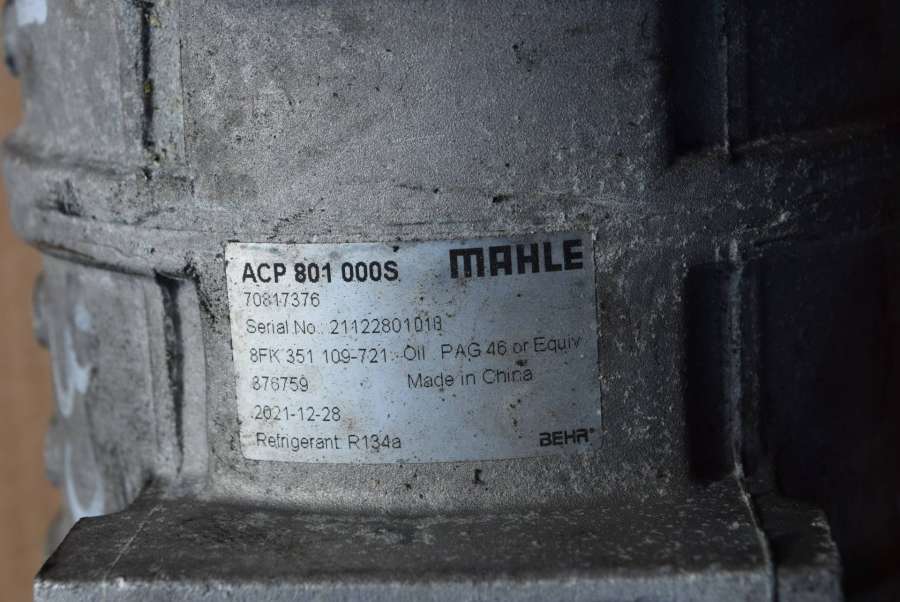 ACP 801 000S MAHLE
70817376
Serial No.: 21122801018
8FK 351 109-721 Oil : PAG 46 or Equiv
876759 Made in China
2021-12-28
Refrigerant: R134a BEHR®